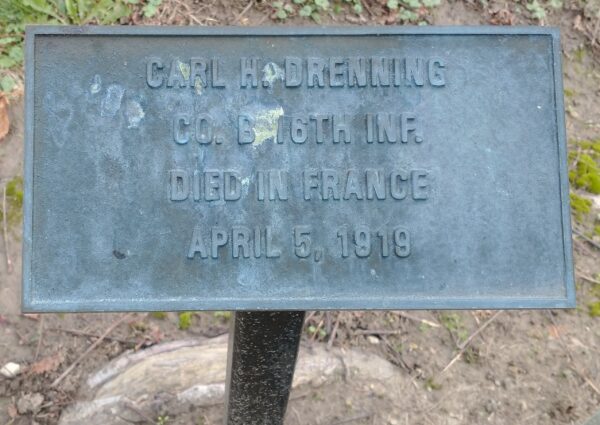 CARL H. DRENNING
CO. B 16TH INF.
DIED IN FRANCE
APRIL 5, 1919